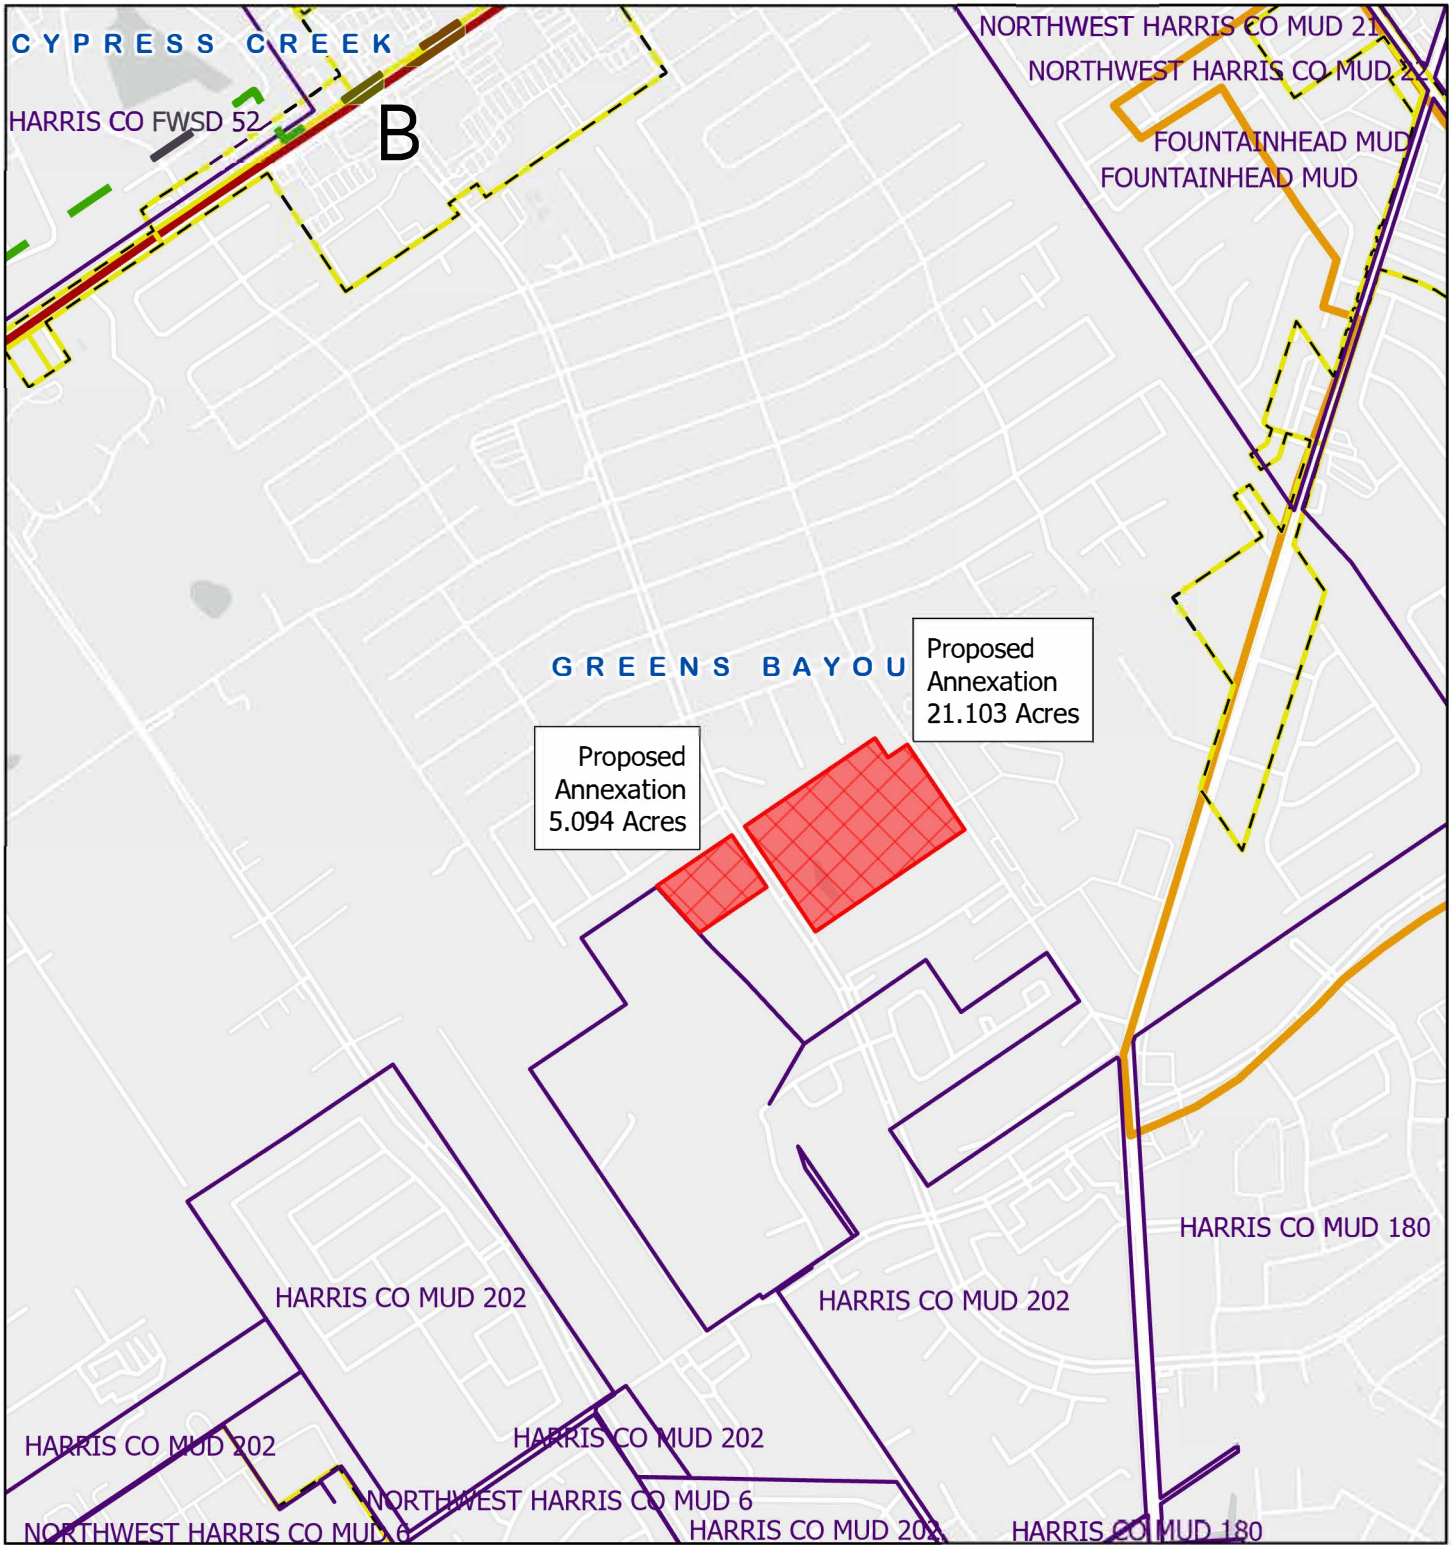 CYPRESS CREEK
NORTHWEST HARRIS CO MUD 21
NORTHWEST HARRIS CO MUD 22
HARRIS CO FWSD 52
B
FOUNTAINHEAD MUD
FOUNTAINHEAD MUD
GREENS BAYOU
Proposed
Annexation
21.103 Acres
Proposed
Annexation
5.094 Acres
HARRIS CO MUD 180
HARRIS CO MUD 202
HARRIS CO MUD 202
HARRIS CO MUD 202
HARRIS CO MUD 202
NORTHWEST HARRIS CO MUD 6
NORTHWEST HARRIS CO MUD 6
HARRIS CO MUD 202
HARRIS CO MUD 180